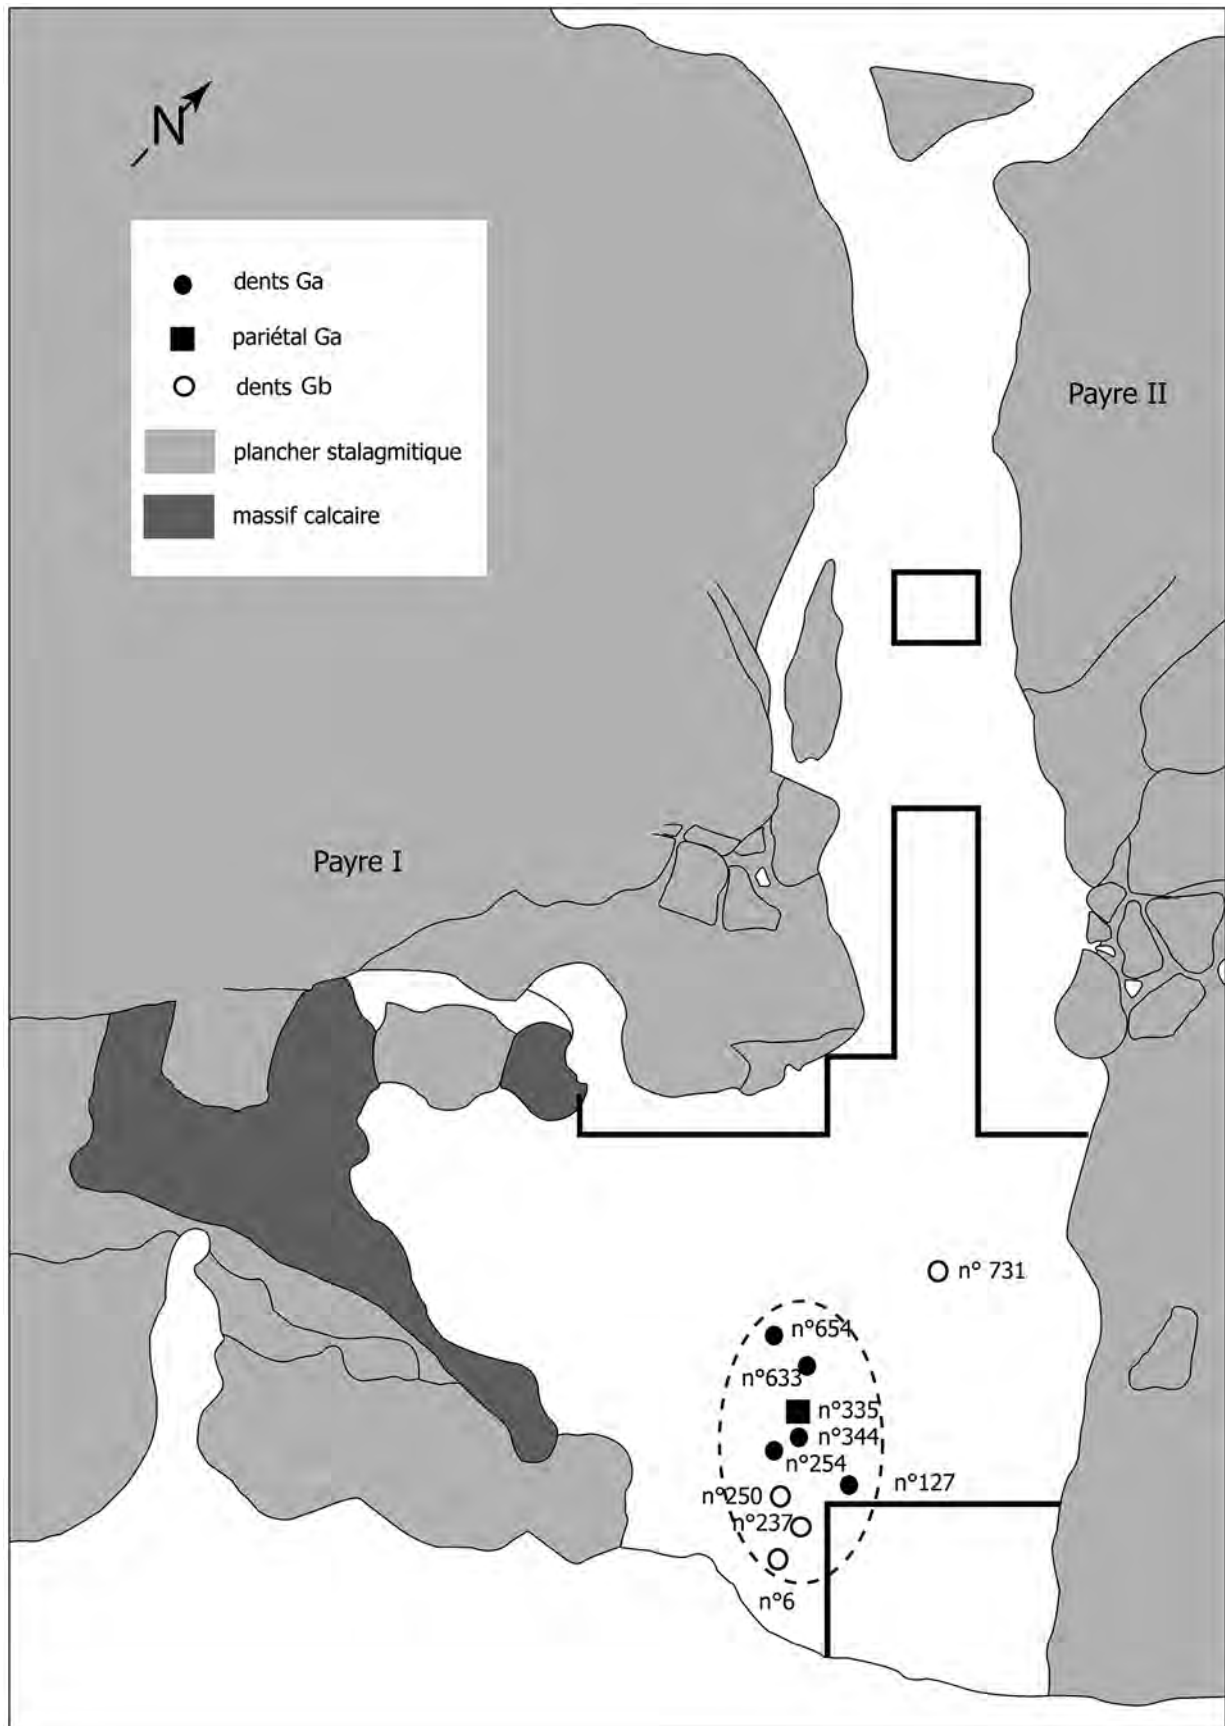 N
dents Ga
pariétal Ga
dents Gb
plancher stalagmitique
massif calcaire
Payre II
Payre I
n° 731
n°654
n°633
n°335
n°344
n°254
n°127
n°250
n°237
n°6